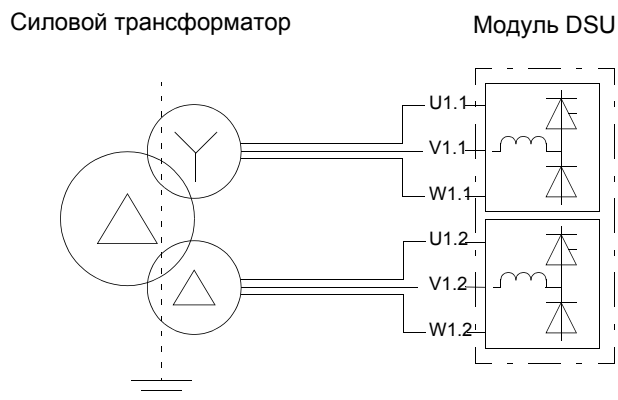 Силовой трансформатор
Модуль DSU
U1.1
V1.1
W1.1
U1.2
V1.2
W1.2